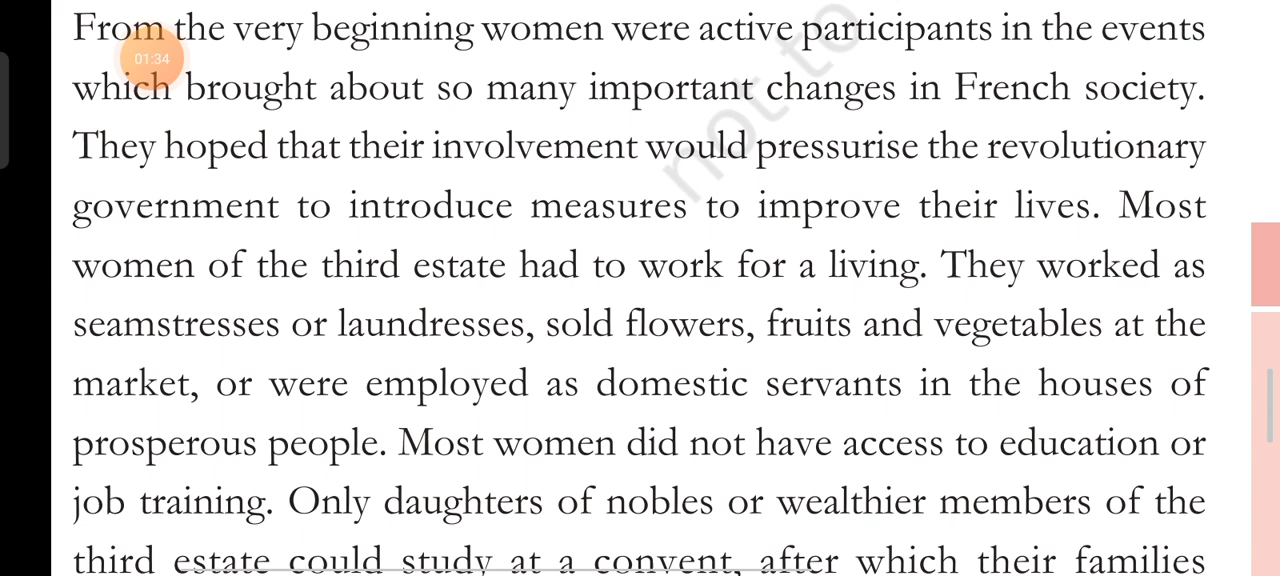 From the very beginning women were active participants in the events
01:34
which brought about so many important changes in French society.
They hoped that their involvement would pressurise the revolutionary
government to introduce measures to improve their lives. Most
women of the third estate had to work for a living. They worked as
seamstresses or laundresses, sold flowers, fruits and vegetables at the
market, or were employed as domestic servants in the houses of
prosperous people. Most women did not have access to education or
job training. Only daughters of nobles or wealthier members of the
third estate could study at a convent, after which their families
not to